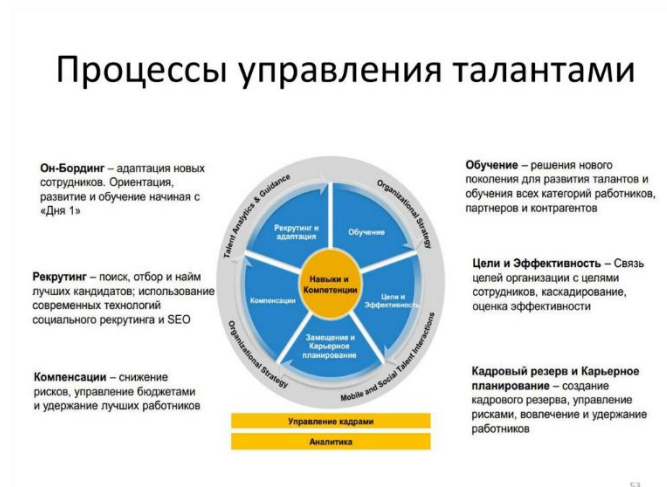 Процессы управления талантами
Он-Бординг – адаптация новых
сотрудников. Ориентация,
развитие и обучение начиная с
«Дня 1»
Рекрутинг – поиск, отбор и найм
лучших кандидатов; использование
современных технологий
социального рекрутинга и SEO
Компенсации – снижение
рисков, управление бюджетами
и удержание лучших работников
Talent Analytics & Guidance
Organizational Strategy
Mobile and Social Talent Interactions
Organizational Strategy
Рекрутинг и
адаптация
Обучение
Компенсации
Навыки и
Компетенции
Цели и
Эффективность
Замещение и
Карьерное
планирование
Управление кадрами
Аналитика
Обучение – решения нового
поколения для развития талантов и
обучения всех категорий работников,
партнеров и контрагентов
Цели и Эффективность – Связь
целей организации с целями
сотрудников, каскадирование,
оценка эффективности
Кадровый резерв и Карьерное
планирование – создание
кадрового резерва, управление
рисками, вовлечение и удержание
работников
53